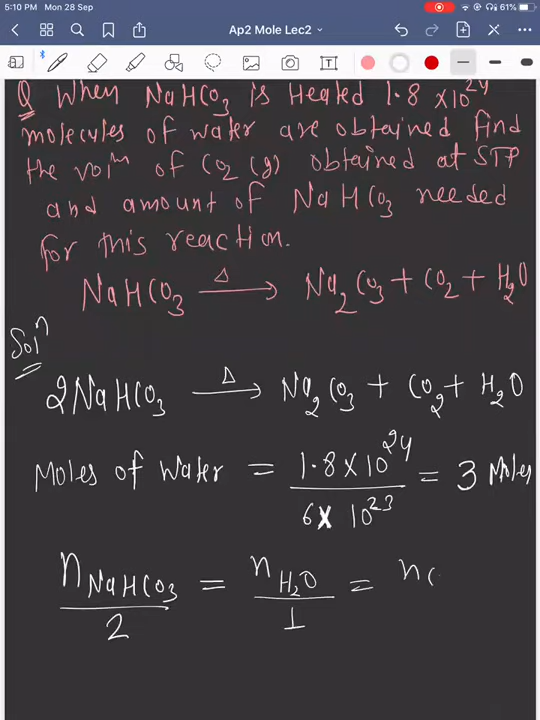 5:10 PM Mon 28 Sep 61%
Ap2 Mole Lec2
T
Q When NaHCO3 is Heated 1.8 × 10^24
molecules of water are obtained find
the vol^m of CO2 (g) obtained at STP
and amount of NaHCO3 needed
for this reaction.
NaHCO3 —Δ→ Na2CO3 + CO2 + H2O
Sol^n
2NaHCO3 —Δ→ Na2CO3 + CO2 + H2O
Moles of water = 1.8 × 10^24 / 6 × 10^23 = 3 Moles
n NaHCO3 / 2 = n H2O / 1 = n(